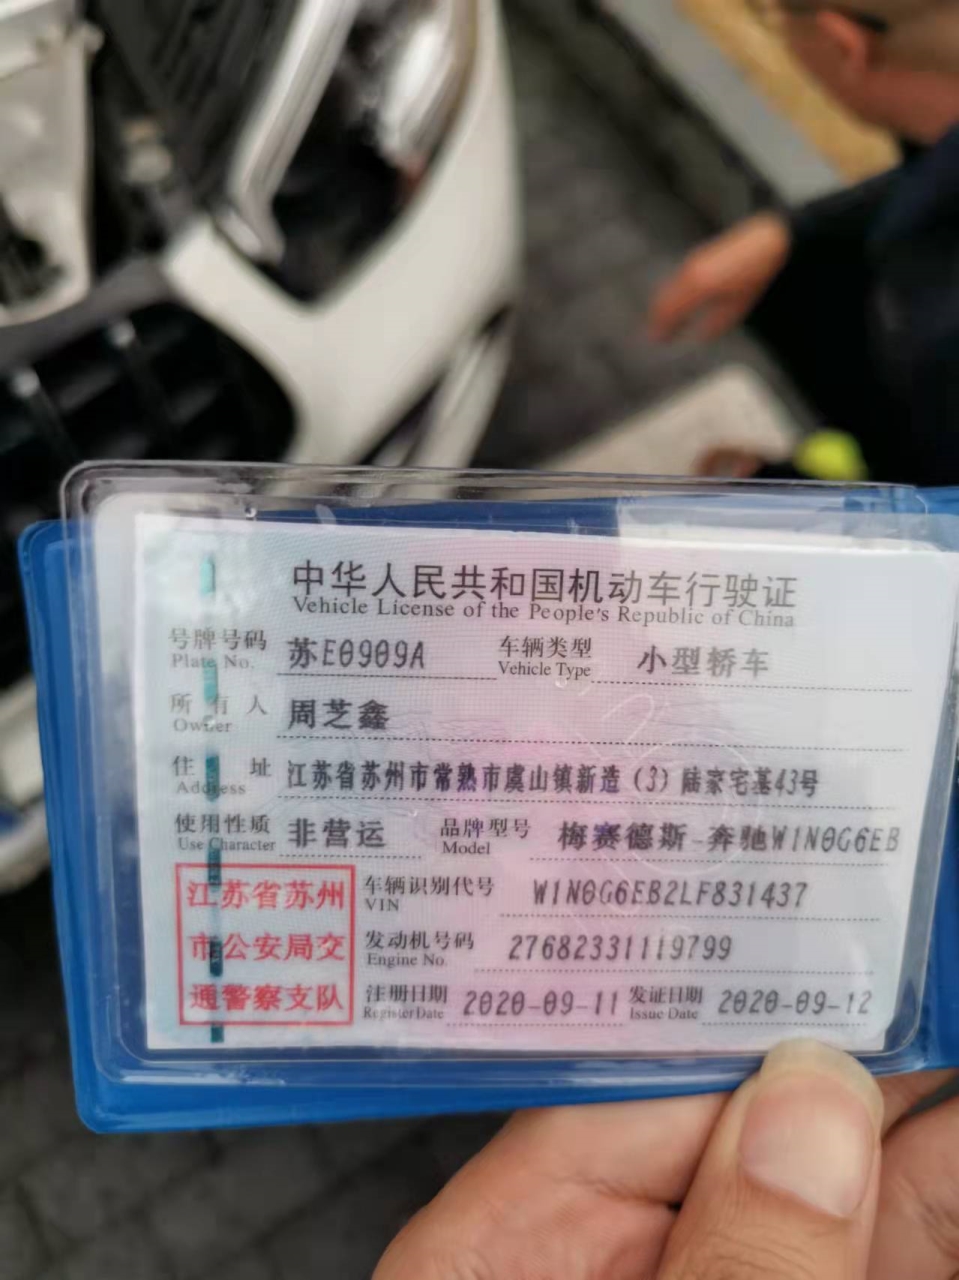 中华人民共和国机动车行驶证
Vehicle License of the People's Republic of China
号牌号码 苏E0909A 车辆类型 小型轿车
Plate No. Vehicle Type
所有人 周芝鑫
Owner
住址 江苏省苏州市常熟市虞山镇新造（3）陆家宅基43号
Address
使用性质 非营运 品牌型号 梅赛德斯-奔驰W1N0G6EB
Use Character Model
江苏省苏州 车辆识别代号 W1N0G6EB2LF831437
VIN
市公安局交 发动机号码 27682331119799
Engine No.
通警察支队 注册日期 2020-09-11 发证日期 2020-09-12
Register Date Issue Date